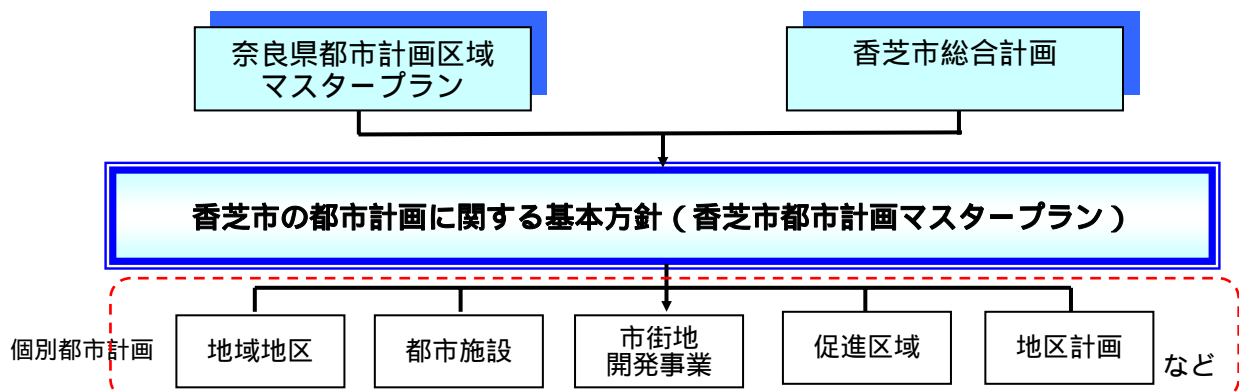 奈良県都市計画区域
マスタープラン
香芝市総合計画
香芝市の都市計画に関する基本方針（香芝市都市計画マスタープラン）
個別都市計画
地域地区
都市施設
市街地
開発事業
促進区域
地区計画
など